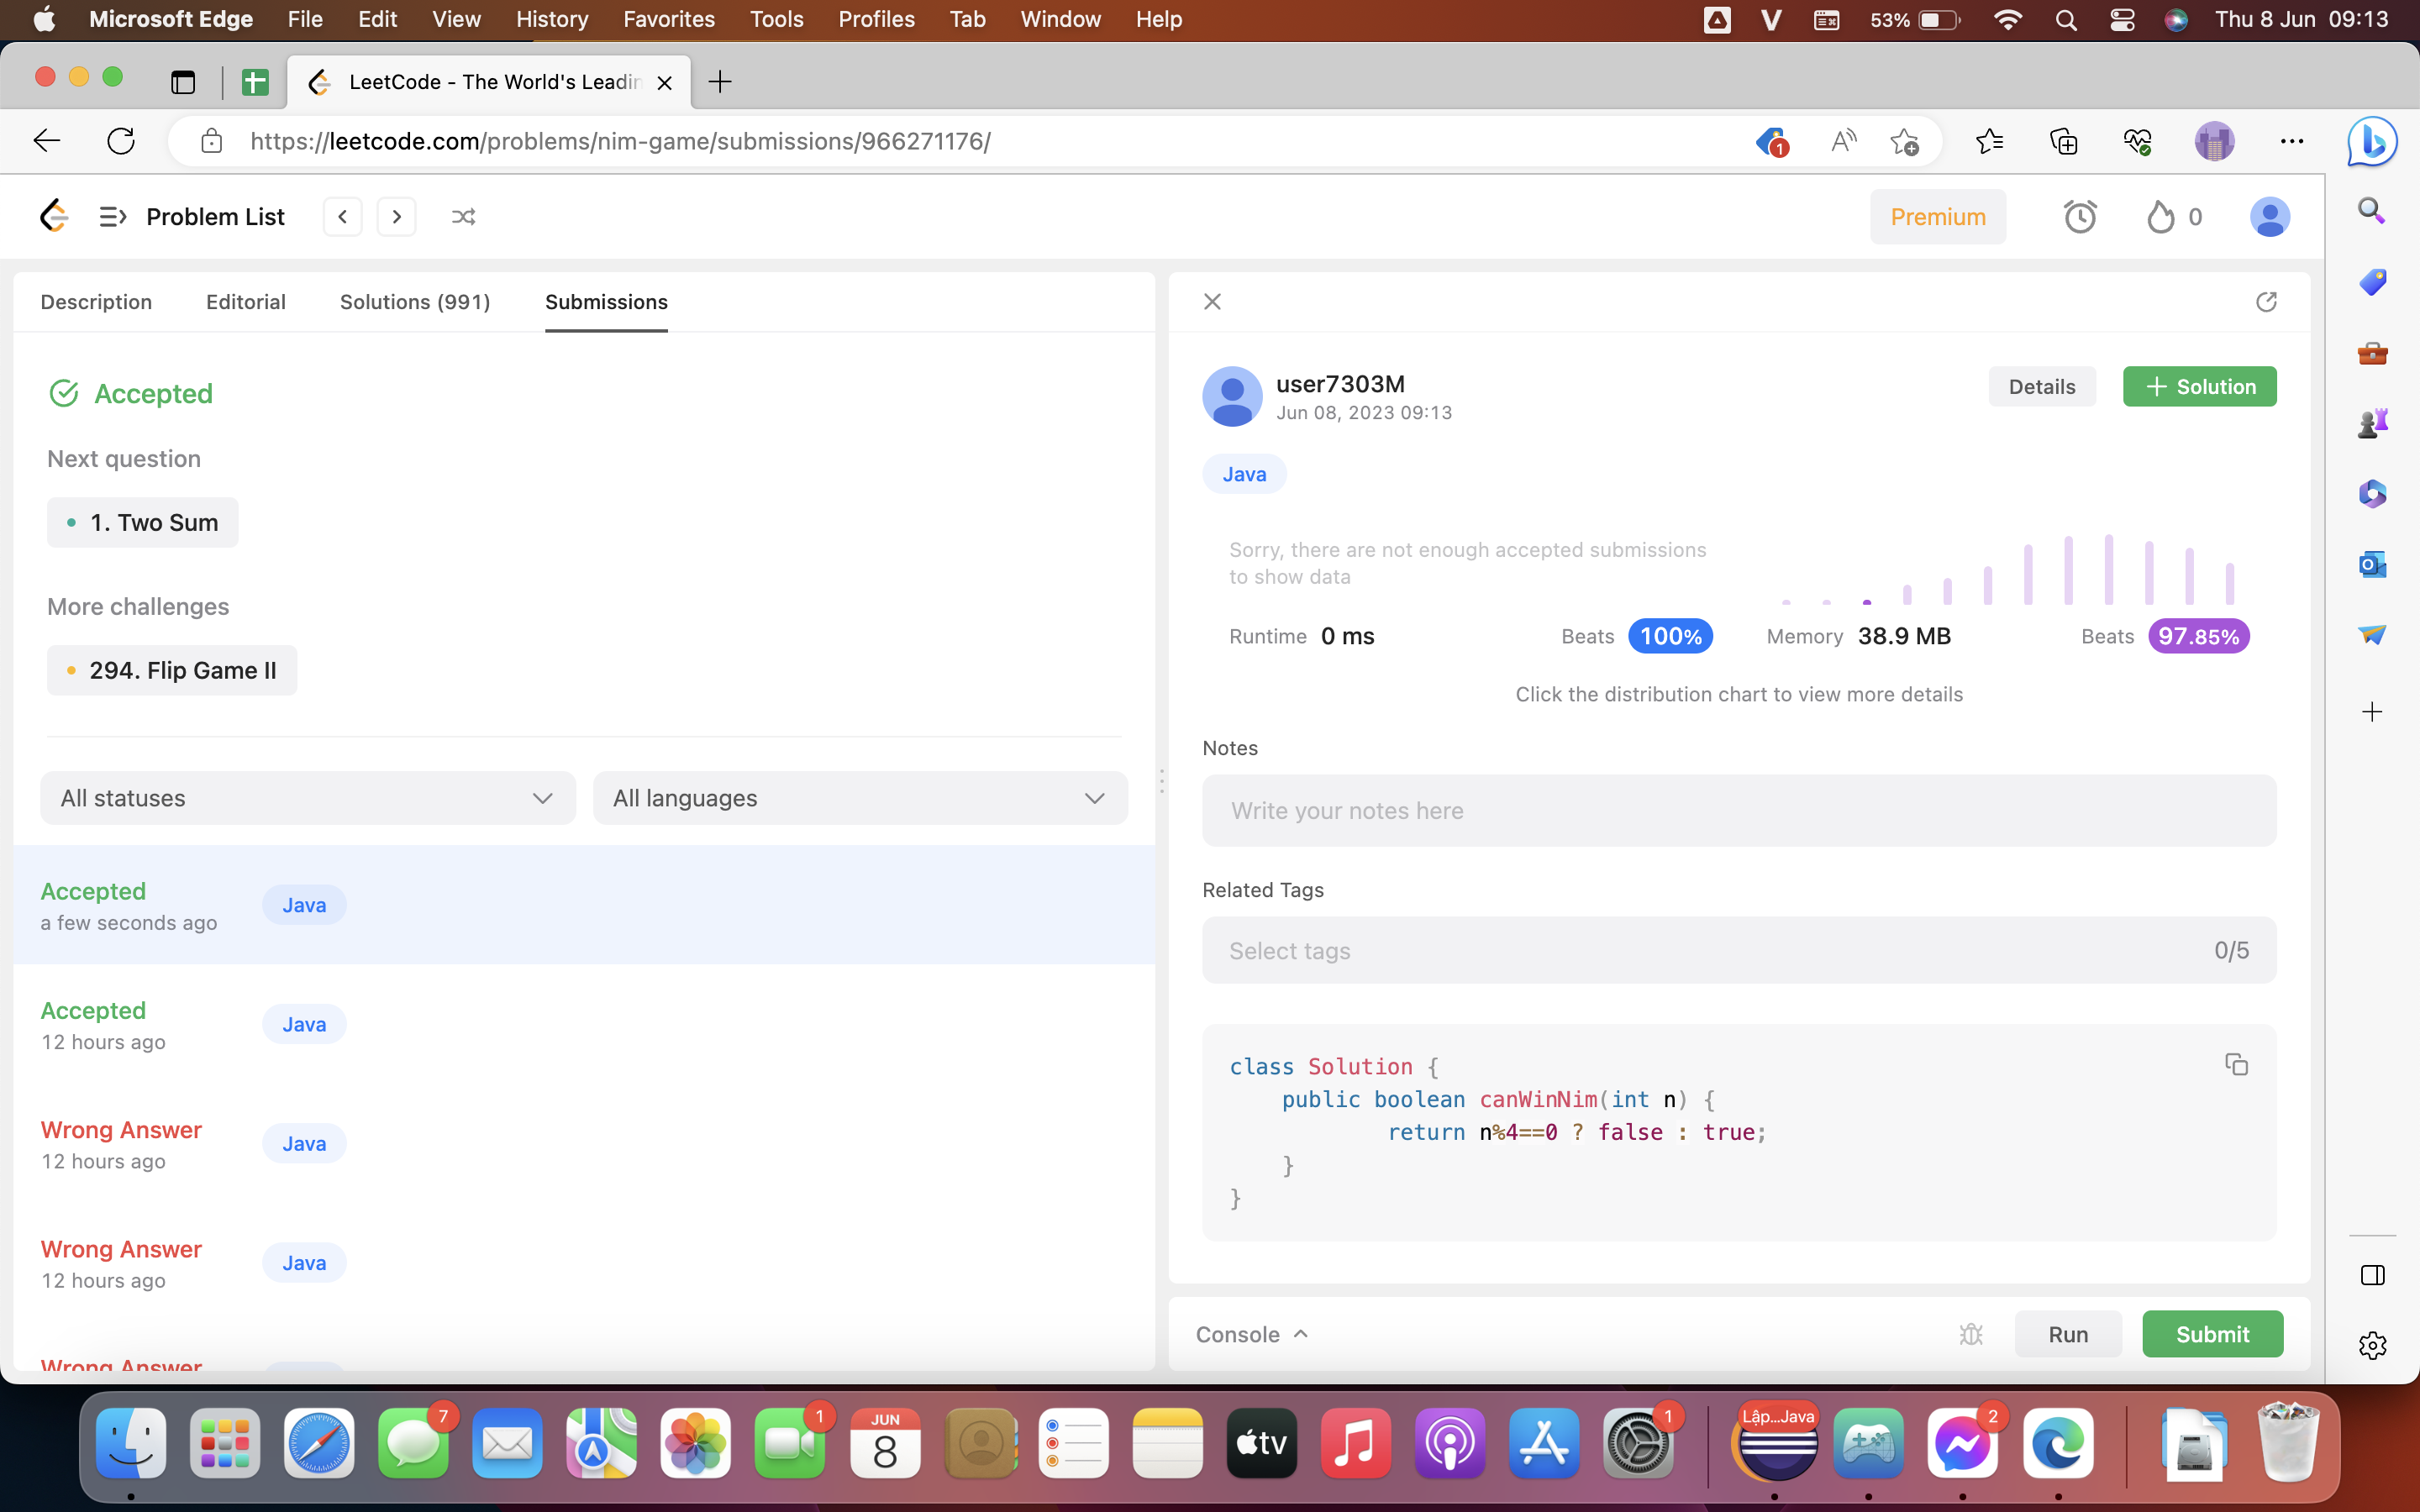 Microsoft Edge File Edit View History Favorites Tools Profiles Tab Window Help 53% Thu 8 Jun 09:13
LeetCode - The World's Leadin
https://leetcode.com/problems/nim-game/submissions/966271176/
1
Problem List
Premium
0
Description Editorial Solutions (991) Submissions
Accepted
Next question
1. Two Sum
More challenges
294. Flip Game II
All statuses
All languages
Accepted
a few seconds ago
Java
Accepted
12 hours ago
Java
Wrong Answer
12 hours ago
Java
Wrong Answer
12 hours ago
Java
Wrong Answer
user7303M
Jun 08, 2023 09:13
Details
Solution
Java
Sorry, there are not enough accepted submissions
to show data
Runtime 0 ms Beats 100% Memory 38.9 MB Beats 97.85%
Click the distribution chart to view more details
Notes
Write your notes here
Related Tags
Select tags 0/5
class Solution {
public boolean canWinNim(int n) {
return n%4==0 ? false : true;
}
}
Console
Run
Submit
7
1
JUN
8
tv
1
Lập...Java
2